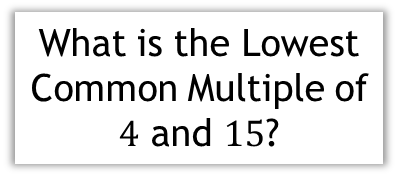 What is the Lowest
Common Multiple of
4 and 15?